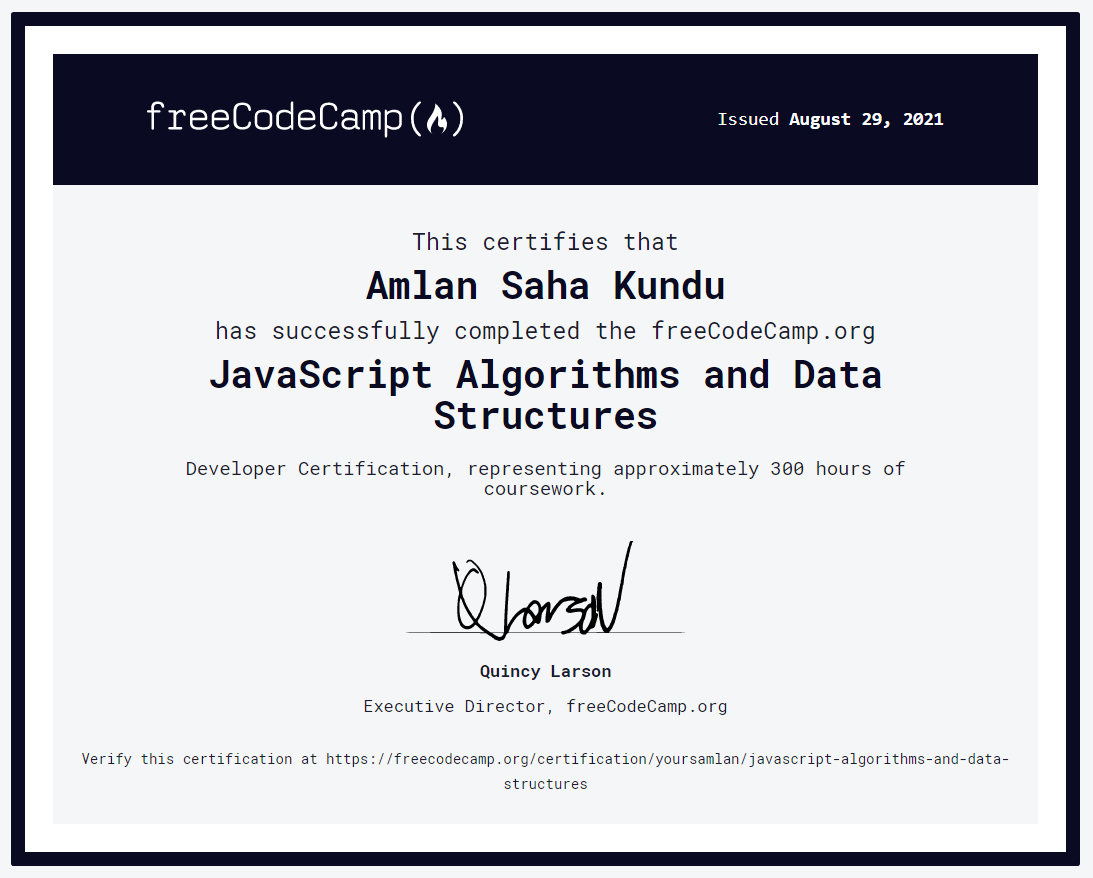 freeCodeCamp(🔥)
Issued August 29, 2021
This certifies that
Amlan Saha Kundu
has successfully completed the freeCodeCamp.org
JavaScript Algorithms and Data
Structures
Developer Certification, representing approximately 300 hours of
coursework.
Q Larson
Quincy Larson
Executive Director, freeCodeCamp.org
Verify this certification at https://freecodecamp.org/certification/yoursamlan/javascript-algorithms-and-data-
structures